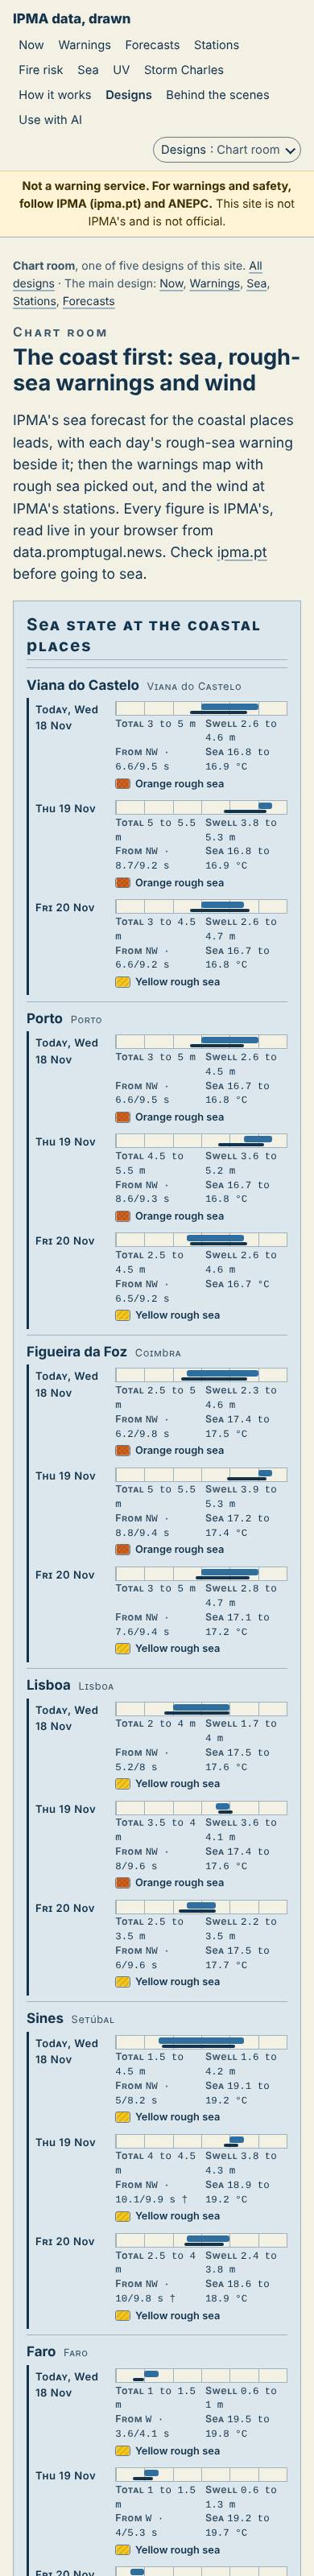 IPMA data, drawn
Now Warnings Forecasts Stations
Fire risk Sea UV Storm Charles
How it works Designs Behind the scenes
Use with AI
Designs : Chart room
Not a warning service. For warnings and safety,
follow IPMA (ipma.pt) and ANEPC. This site is not
IPMA's and is not official.
Chart room, one of five designs of this site. All
designs · The main design: Now, Warnings, Sea,
Stations, Forecasts
Chart room
The coast first: sea, rough-
sea warnings and wind
IPMA's sea forecast for the coastal places
leads, with each day's rough-sea warning
beside it; then the warnings map with
rough sea picked out, and the wind at
IPMA's stations. Every figure is IPMA's,
read live in your browser from
data.promptugal.news. Check ipma.pt
before going to sea.
Sea state at the coastal
places
Viana do Castelo Viana do Castelo
Today, Wed
18 Nov
Total 3 to 5 m Swell 2.6 to
4.6 m
From NW · Sea 16.8 to
6.6/9.5 s 16.9 °C
Orange rough sea
Thu 19 Nov
Total 5 to 5.5 Swell 3.8 to
m 5.3 m
From NW · Sea 16.8 to
8.7/9.2 s 16.9 °C
Orange rough sea
Fri 20 Nov
Total 3 to 4.5 Swell 2.6 to
m 4.7 m
From NW · Sea 16.7 to
6.6/9.2 s 16.8 °C
Yellow rough sea
Porto Porto
Today, Wed
18 Nov
Total 3 to 5 m Swell 2.6 to
4.5 m
From NW · Sea 16.7 to
6.6/9.5 s 16.8 °C
Orange rough sea
Thu 19 Nov
Total 4.5 to Swell 3.6 to
5.5 m 5.2 m
From NW · Sea 16.7 to
8.6/9.3 s 16.8 °C
Orange rough sea
Fri 20 Nov
Total 2.5 to Swell 2.6 to
4.5 m 4.6 m
From NW · Sea 16.7 °C
6.5/9.2 s
Yellow rough sea
Figueira da Foz Coimbra
Today, Wed
18 Nov
Total 2.5 to 5 Swell 2.3 to
m 4.6 m
From NW · Sea 17.4 to
6.2/9.8 s 17.5 °C
Orange rough sea
Thu 19 Nov
Total 5 to 5.5 Swell 3.9 to
m 5.3 m
From NW · Sea 17.2 to
8.8/9.4 s 17.4 °C
Orange rough sea
Fri 20 Nov
Total 3 to 5 m Swell 2.8 to
4.7 m
From NW · Sea 17.1 to
7.6/9.4 s 17.2 °C
Yellow rough sea
Lisboa Lisboa
Today, Wed
18 Nov
Total 2 to 4 m Swell 1.7 to
4 m
From NW · Sea 17.5 to
5.2/8 s 17.6 °C
Yellow rough sea
Thu 19 Nov
Total 3.5 to 4 Swell 3.6 to
m 4.1 m
From NW · Sea 17.4 to
8/9.6 s 17.6 °C
Orange rough sea
Fri 20 Nov
Total 2.5 to Swell 2.2 to
3.5 m 3.5 m
From NW · Sea 17.5 to
6/9.6 s 17.7 °C
Yellow rough sea
Sines Setúbal
Today, Wed
18 Nov
Total 1.5 to Swell 1.6 to
4.5 m 4.2 m
From NW · Sea 19.1 to
5/8.2 s 19.2 °C
Yellow rough sea
Thu 19 Nov
Total 4 to 4.5 Swell 3.8 to
m 4.3 m
From NW · Sea 18.9 to
10.1/9.9 s † 19.2 °C
Yellow rough sea
Fri 20 Nov
Total 2.5 to 4 Swell 2.4 to
m 3.8 m
From NW · Sea 18.6 to
10/9.8 s † 18.9 °C
Yellow rough sea
Faro Faro
Today, Wed
18 Nov
Total 1 to 1.5 Swell 0.6 to
m 1 m
From W · Sea 19.5 to
3.6/4.1 s 19.8 °C
Yellow rough sea
Thu 19 Nov
Total 1 to 1.5 Swell 0.6 to
m 1.3 m
From W · Sea 19.2 to
4/5.3 s 19.7 °C
Yellow rough sea
Fri 20 Nov